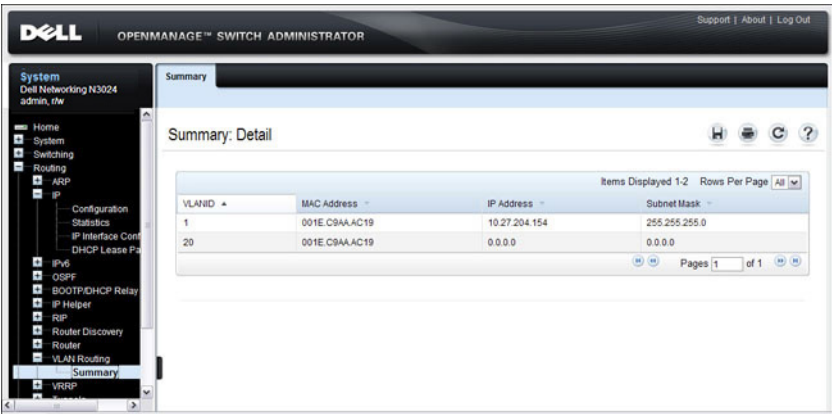 Support | About | Log Out
DELL OPENMANAGE™ SWITCH ADMINISTRATOR
System
Dell Networking N3024
admin, r/w
Home
System
Switching
Routing
ARP
IP
Configuration
Statistics
IP Interface Conf
DHCP Lease Pa
IPv6
OSPF
BOOTP/DHCP Relay
IP Helper
RIP
Router Discovery
Router
VLAN Routing
Summary
VRRP
Summary
Summary: Detail
Items Displayed 1-2 Rows Per Page All
VLANID MAC Address IP Address Subnet Mask
1 001E.C9AA.AC19 10.27.204.154 255.255.255.0
20 001E.C9AA.AC19 0.0.0.0 0.0.0.0
Pages 1 of 1